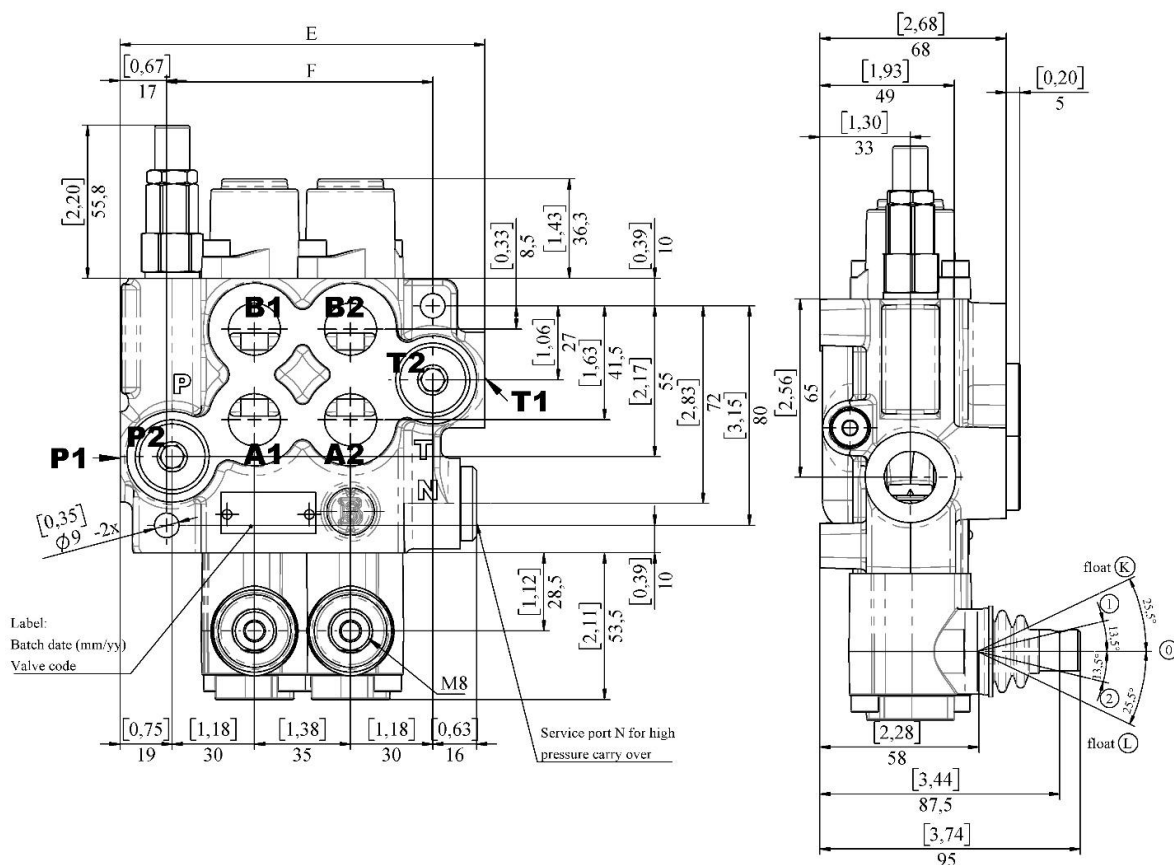 E
[0,67]
17
F
[2,20]
55,8
[1,43]
36,3
[0,33]
8,5
[0,39]
10
B1
B2
P
T2
T1
P2
P1
A1
A2
T
N
[1,06]
27
[1,63]
41,5
[2,17]
55
[2,83]
72
[3,15]
80
[0,35]
Ø9 -2x
Label:
Batch date (mm/yy)
Valve code
[1,12]
28,5
[2,11]
53,5
[0,39]
10
M8
[0,75]
19
[1,18]
30
[1,38]
35
[1,18]
30
[0,63]
16
Service port N for high
pressure carry over
[2,68]
68
[1,93]
49
[0,20]
5
[1,30]
33
[2,56]
65
float K
25,5°
1
13,5°
0
13,5°
2
25,5°
float L
[2,28]
58
[3,44]
87,5
[3,74]
95